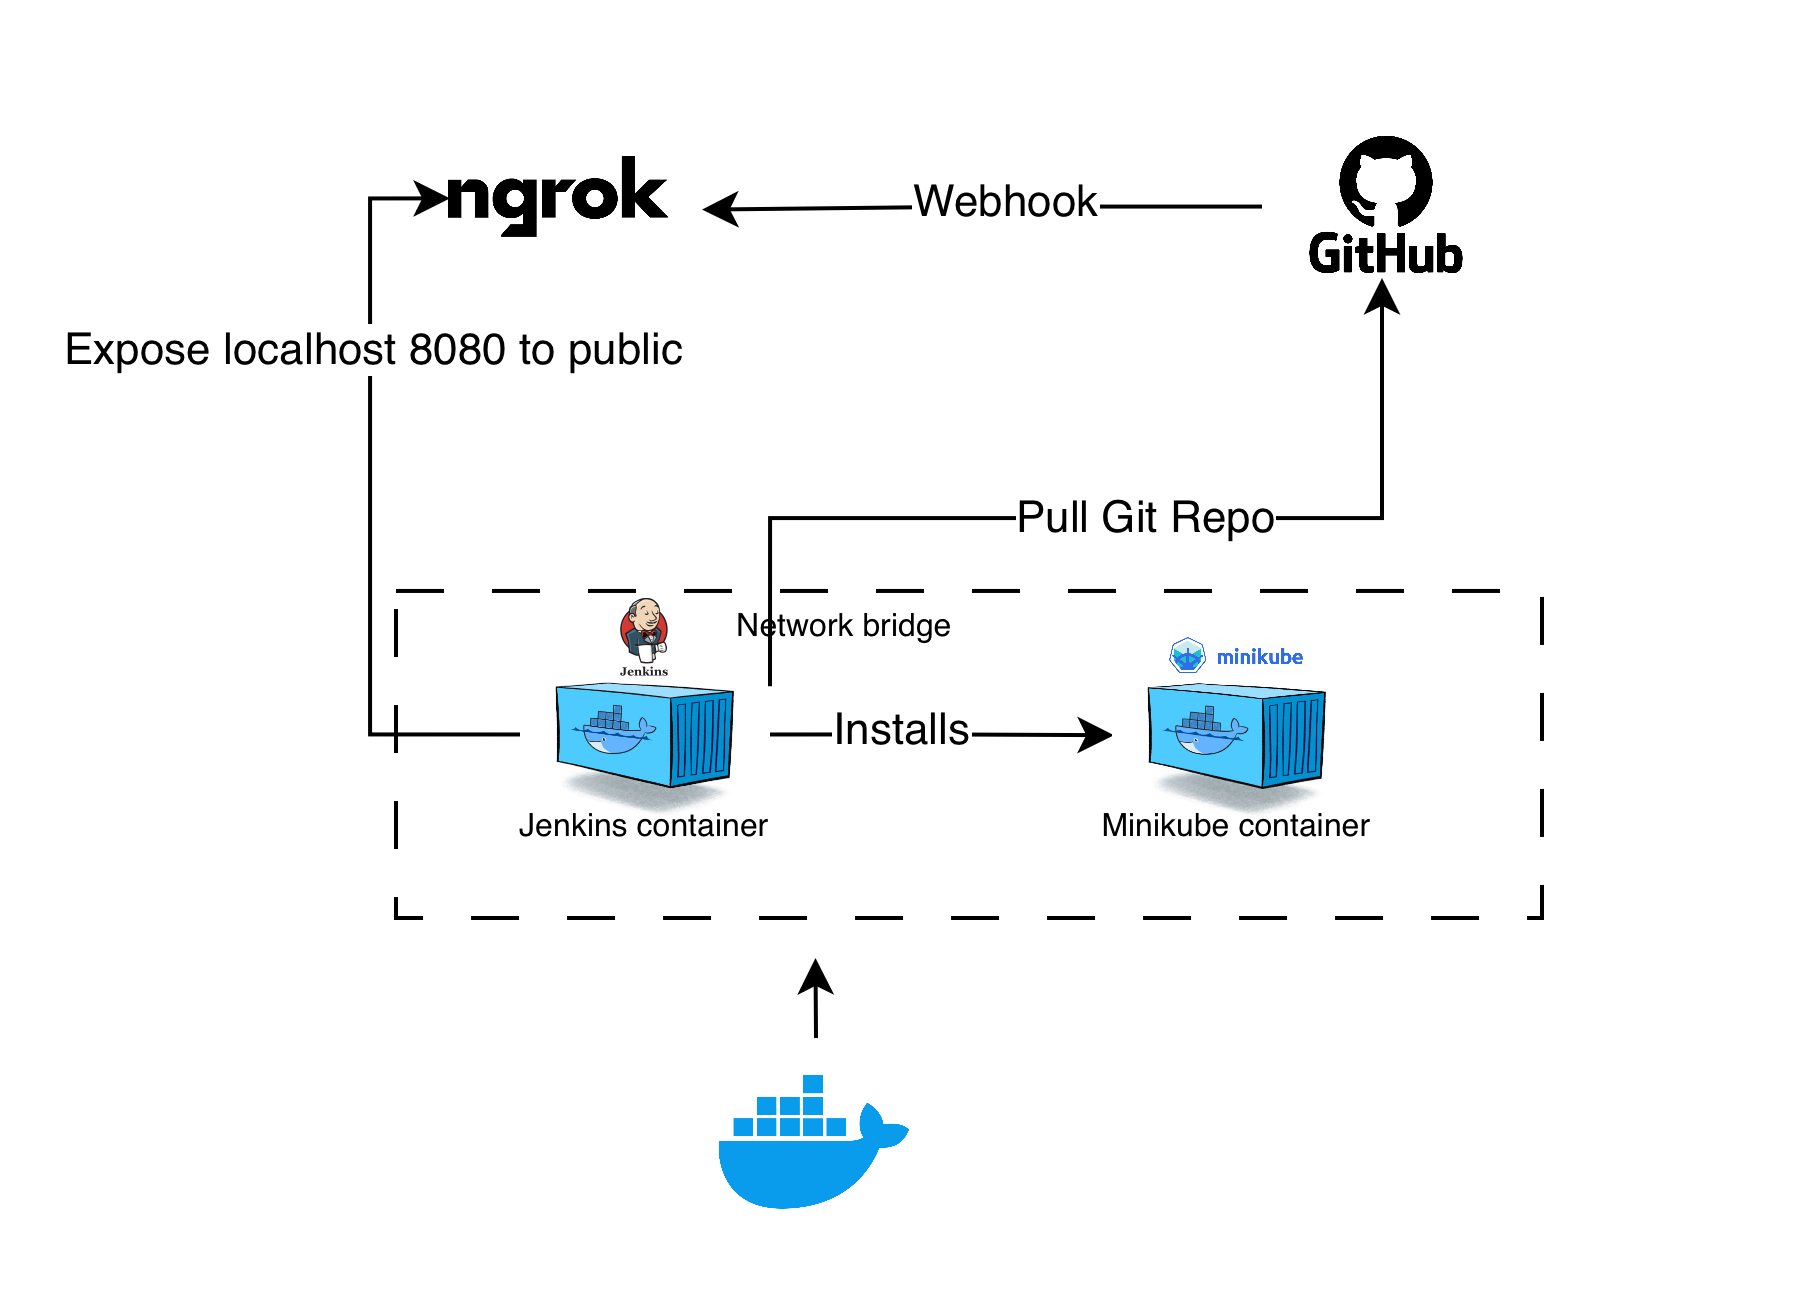 ngrok
Webhook
GitHub
Expose localhost 8080 to public
Pull Git Repo
Network bridge
Jenkins
minikube
Installs
Jenkins container
Minikube container